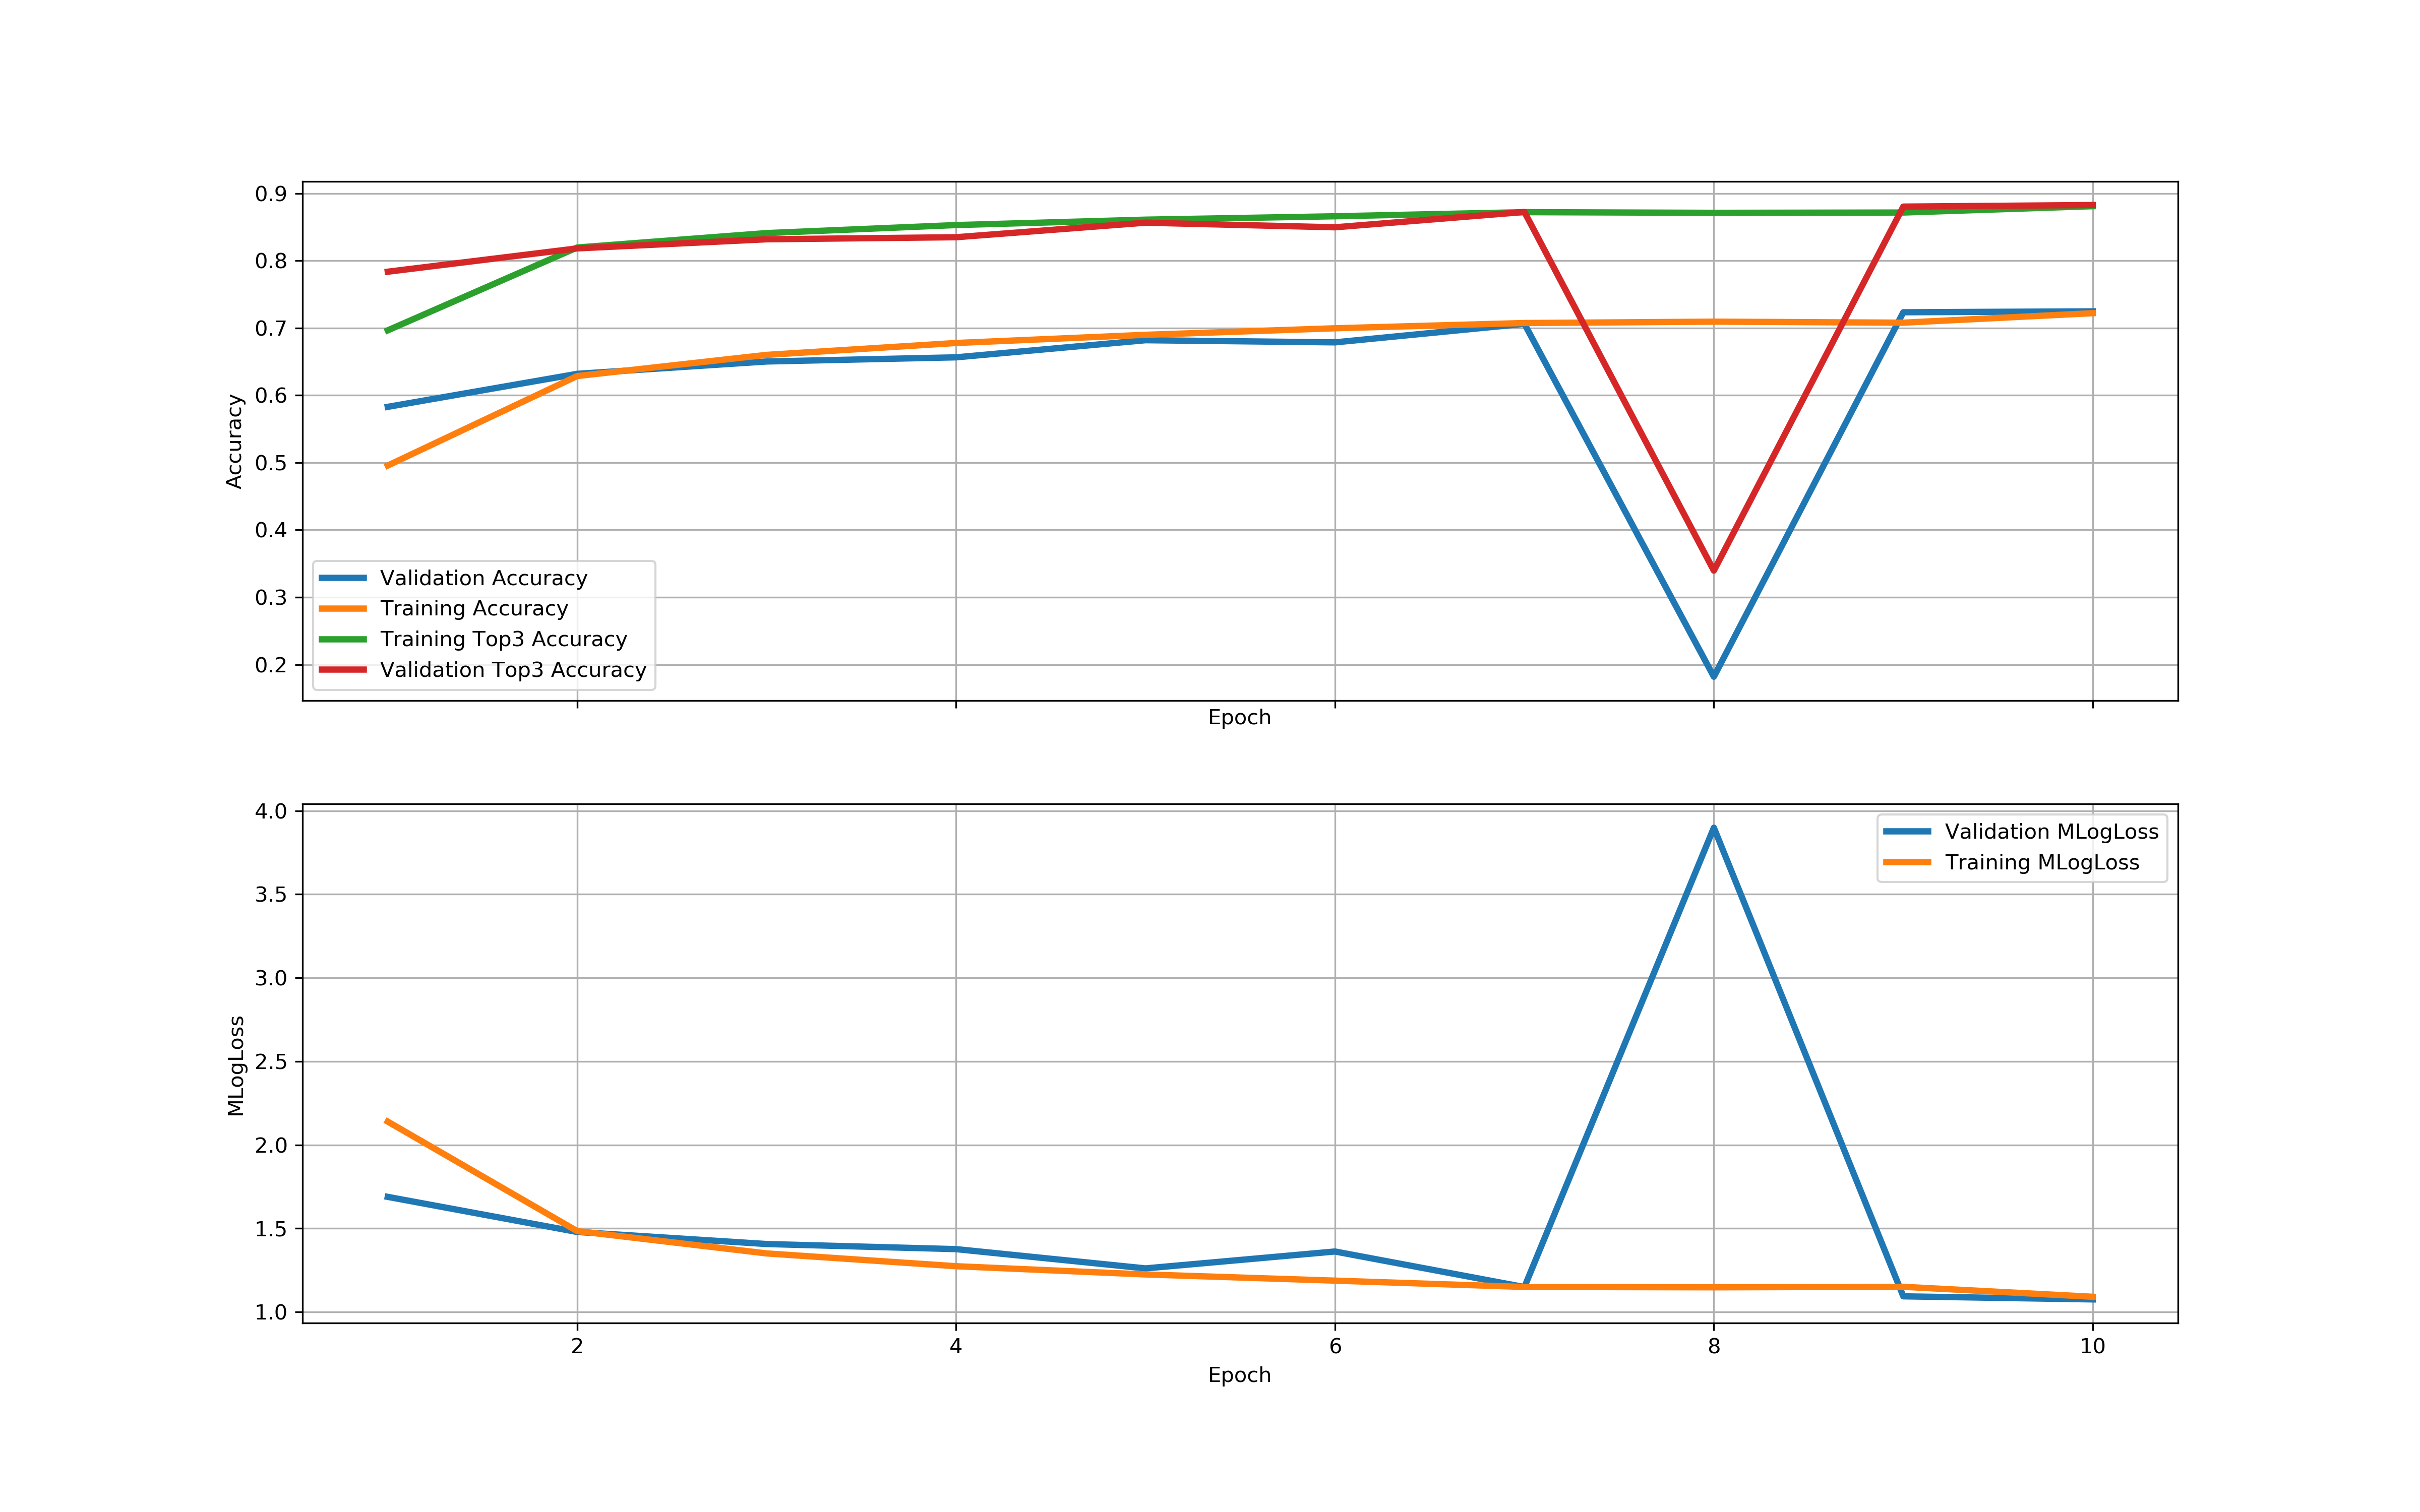 0.9
0.8
0.7
0.6
0.5
0.4
0.3
0.2
Accuracy
Validation Accuracy
Training Accuracy
Training Top3 Accuracy
Validation Top3 Accuracy
Epoch
4.0
3.5
3.0
2.5
2.0
1.5
1.0
MLogLoss
Validation MLogLoss
Training MLogLoss
2 4 6 8 10
Epoch